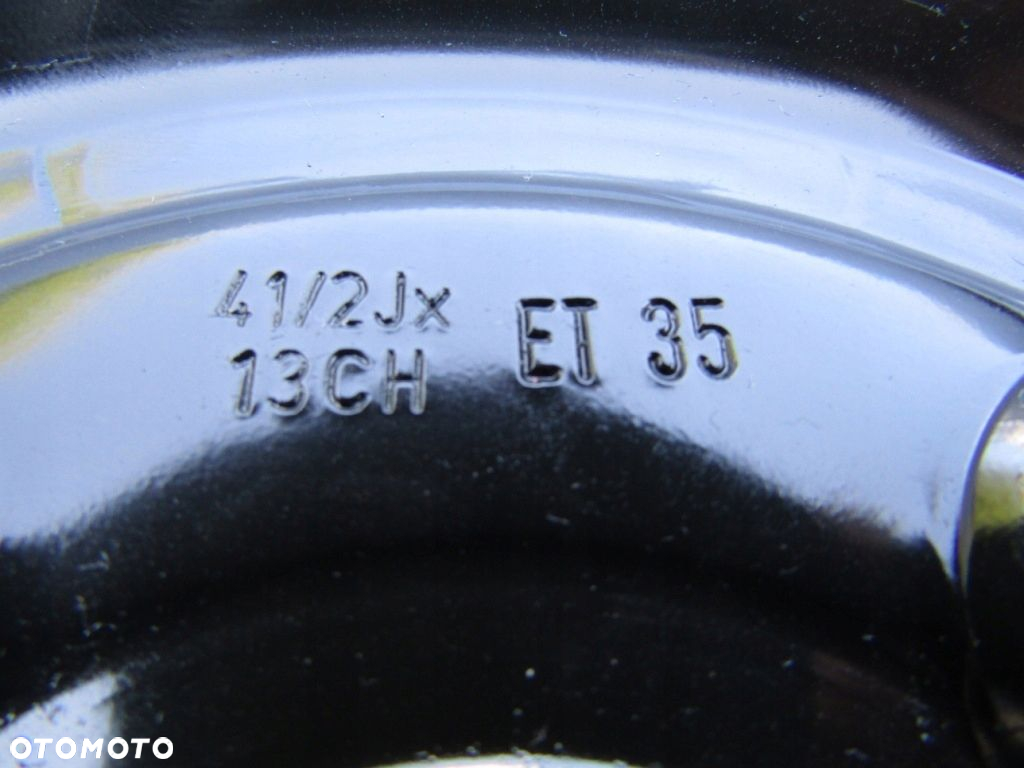 41/2Jx
13CH
ET 35
OTOMOTO